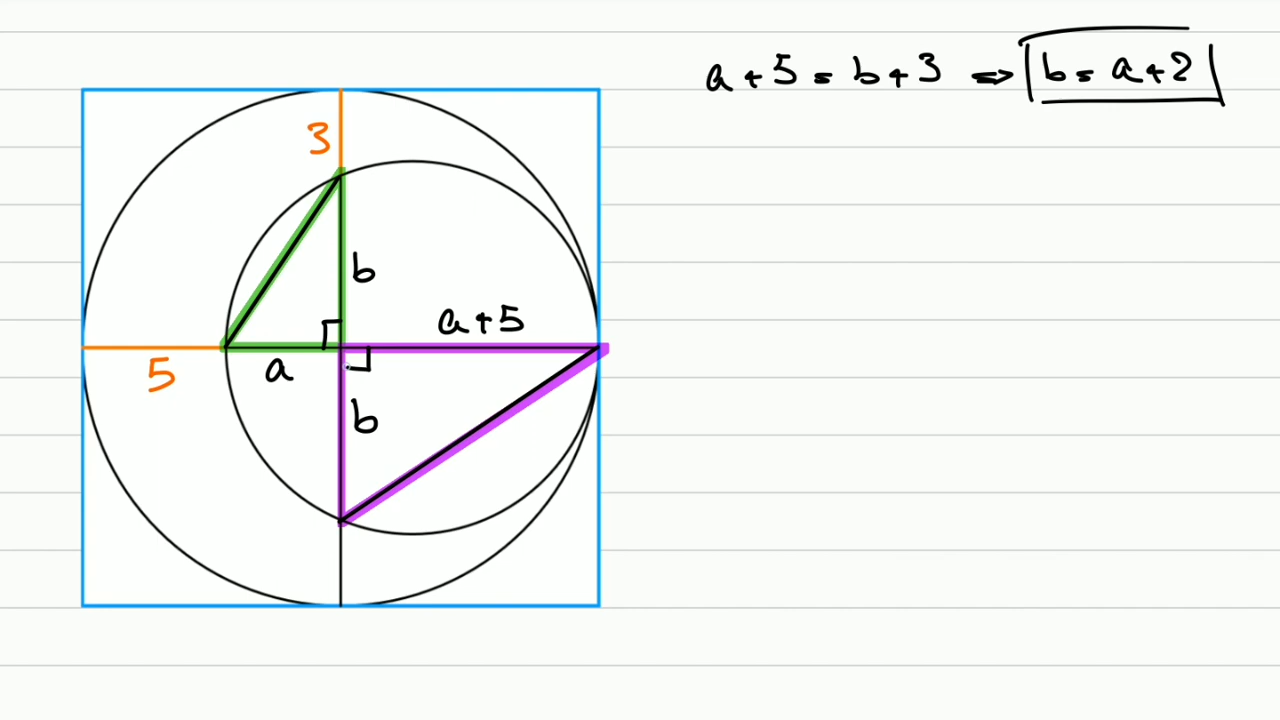 a + 5 = b + 3 ⇒ b = a + 2
3
b
a + 5
5
a
b